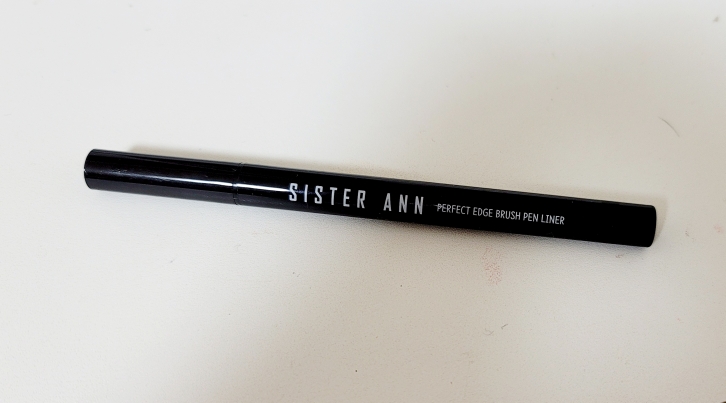 SISTER ANN PERFECT EDGE BRUSH PEN LINER